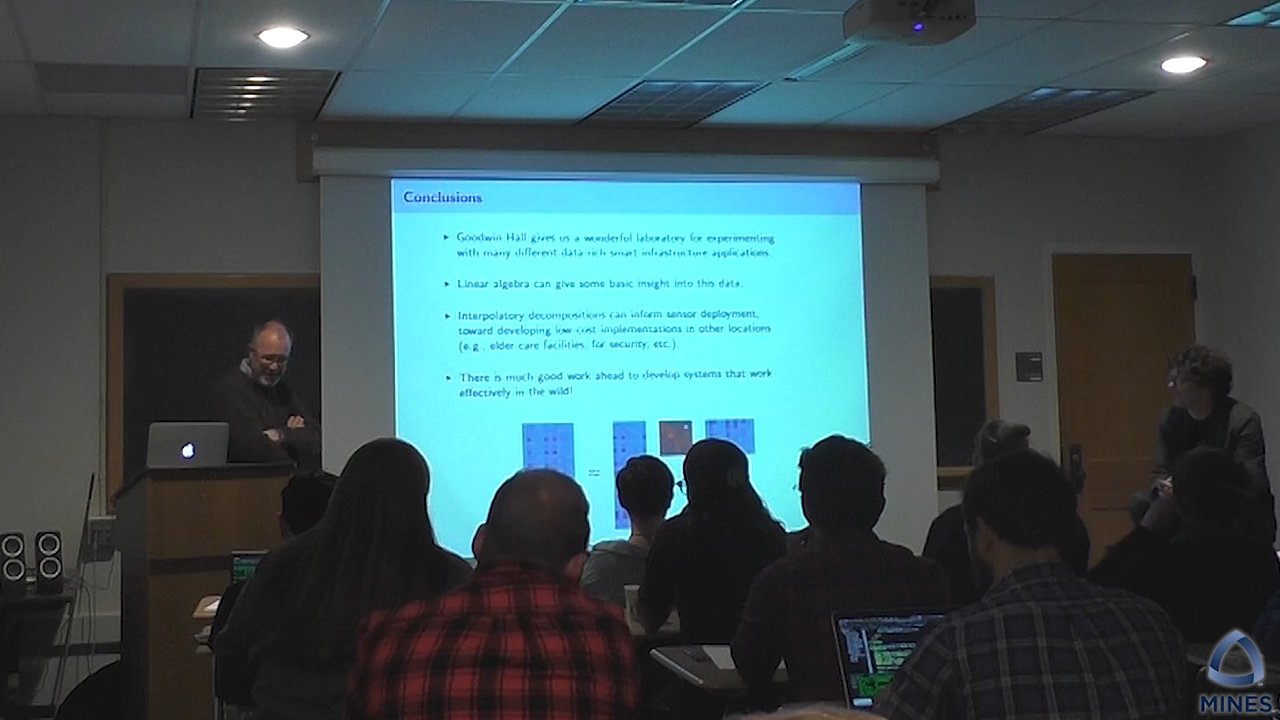 Conclusions
Goodwin Hall gives us a wonderful laboratory for experimenting
with many different data-rich smart infrastructure applications.
Linear algebra can give some basic insight into this data.
Interpolatory decompositions can inform sensor deployment,
toward developing low-cost implementations in other locations
(e.g., elder care facilities, for security, etc.).
There is much good work ahead to develop systems that work
effectively in the wild!
=
MINES